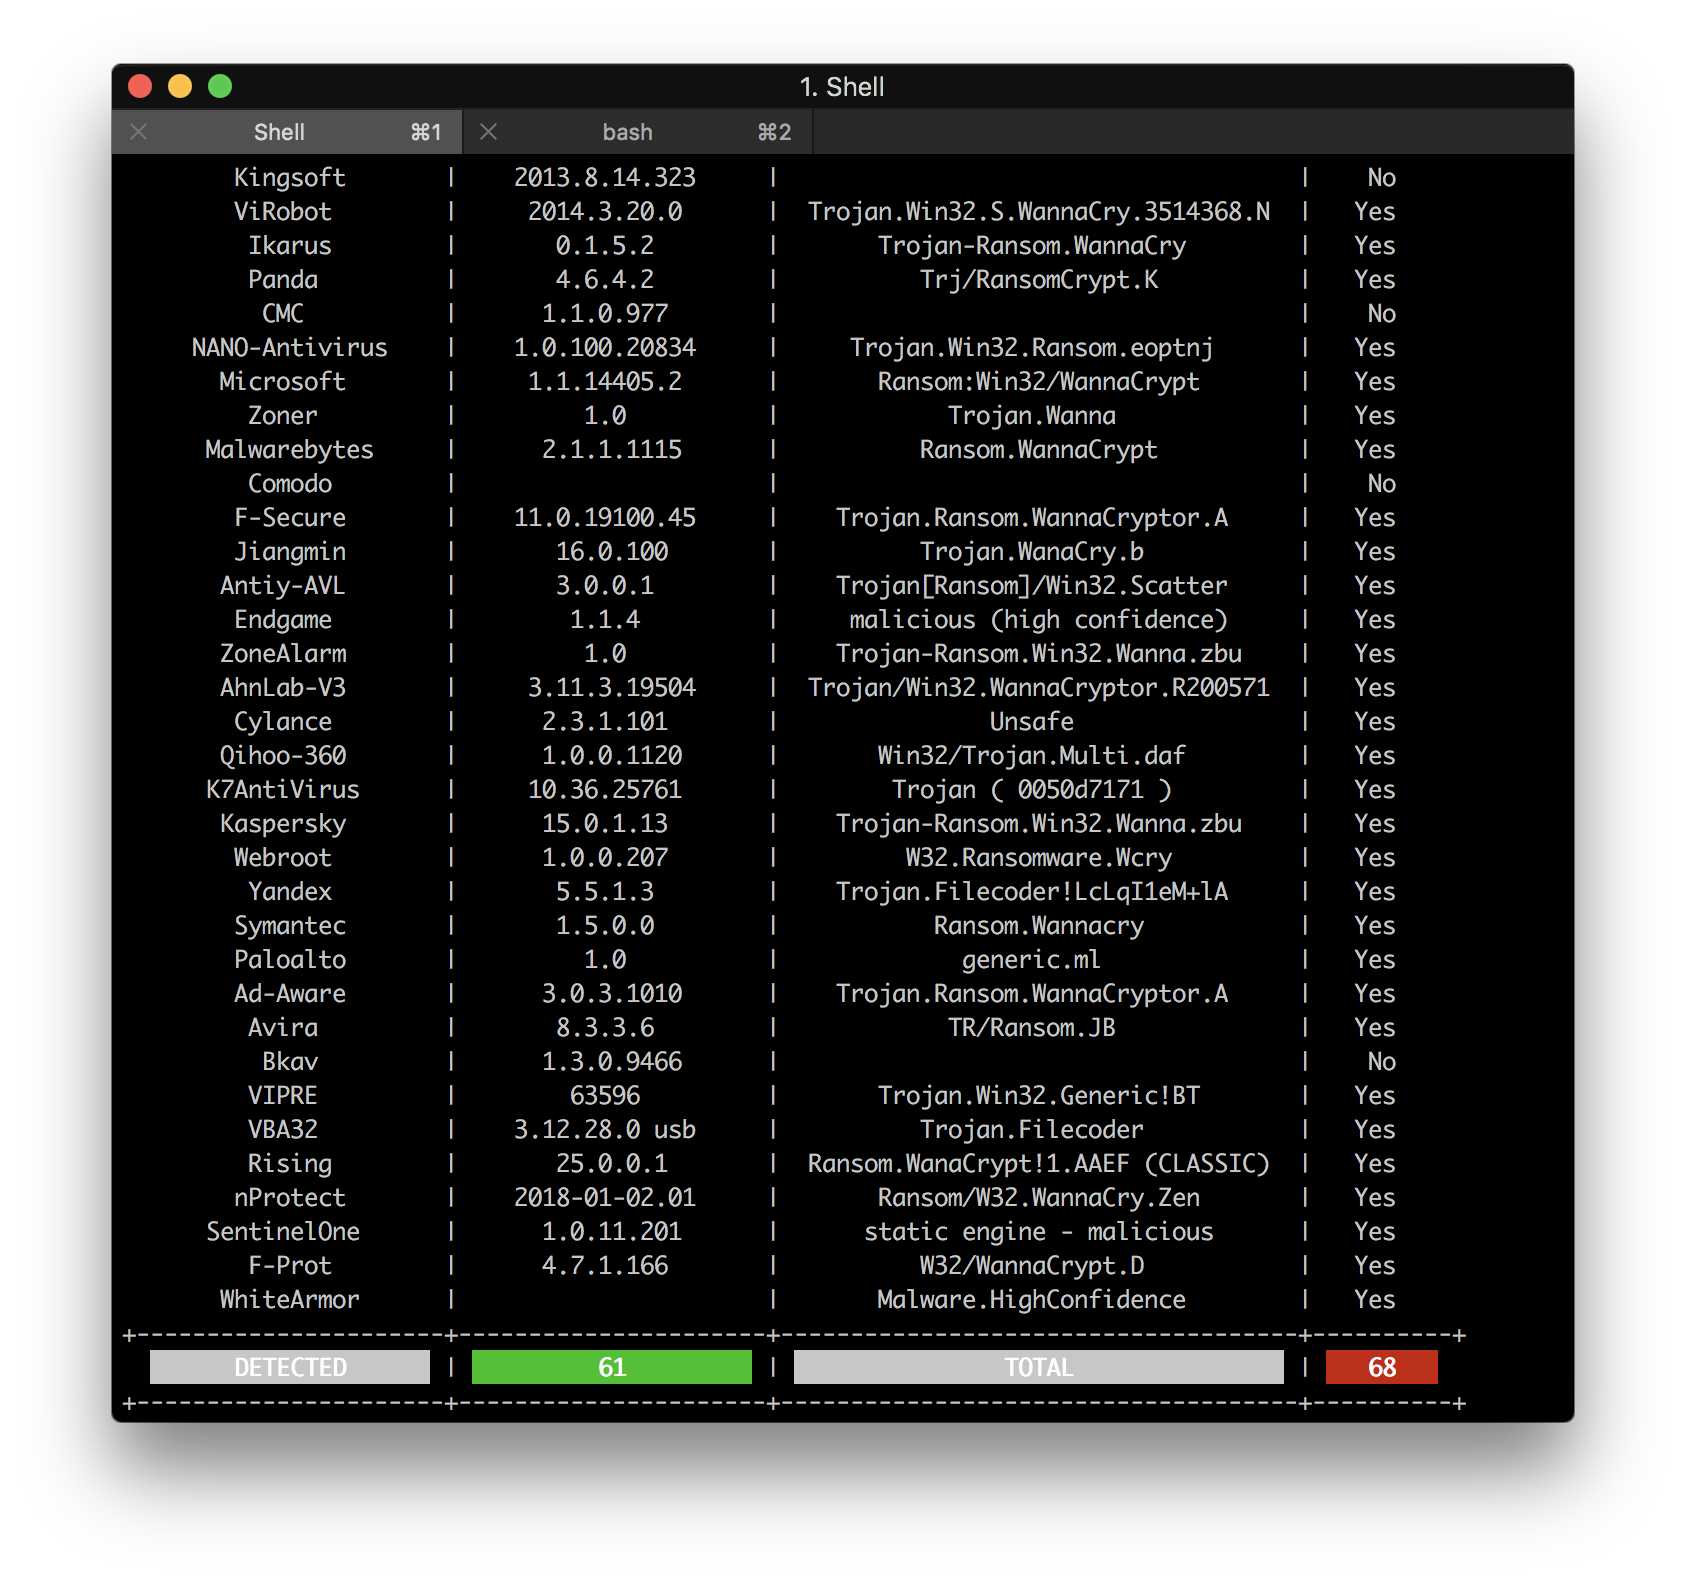 1. Shell
Shell ⌘1 bash ⌘2
Kingsoft | 2013.8.14.323 | | No
ViRobot | 2014.3.20.0 | Trojan.Win32.S.WannaCry.3514368.N | Yes
Ikarus | 0.1.5.2 | Trojan-Ransom.WannaCry | Yes
Panda | 4.6.4.2 | Trj/RansomCrypt.K | Yes
CMC | 1.1.0.977 | | No
NANO-Antivirus | 1.0.100.20834 | Trojan.Win32.Ransom.eoptnj | Yes
Microsoft | 1.1.14405.2 | Ransom:Win32/WannaCrypt | Yes
Zoner | 1.0 | Trojan.Wanna | Yes
Malwarebytes | 2.1.1.1115 | Ransom.WannaCrypt | Yes
Comodo | | | No
F-Secure | 11.0.19100.45 | Trojan.Ransom.WannaCryptor.A | Yes
Jiangmin | 16.0.100 | Trojan.WanaCry.b | Yes
Antiy-AVL | 3.0.0.1 | Trojan[Ransom]/Win32.Scatter | Yes
Endgame | 1.1.4 | malicious (high confidence) | Yes
ZoneAlarm | 1.0 | Trojan-Ransom.Win32.Wanna.zbu | Yes
AhnLab-V3 | 3.11.3.19504 | Trojan/Win32.WannaCryptor.R200571 | Yes
Cylance | 2.3.1.101 | Unsafe | Yes
Qihoo-360 | 1.0.0.1120 | Win32/Trojan.Multi.daf | Yes
K7AntiVirus | 10.36.25761 | Trojan ( 0050d7171 ) | Yes
Kaspersky | 15.0.1.13 | Trojan-Ransom.Win32.Wanna.zbu | Yes
Webroot | 1.0.0.207 | W32.Ransomware.Wcry | Yes
Yandex | 5.5.1.3 | Trojan.Filecoder!LcLqI1eM+lA | Yes
Symantec | 1.5.0.0 | Ransom.Wannacry | Yes
Paloalto | 1.0 | generic.ml | Yes
Ad-Aware | 3.0.3.1010 | Trojan.Ransom.WannaCryptor.A | Yes
Avira | 8.3.3.6 | TR/Ransom.JB | Yes
Bkav | 1.3.0.9466 | | No
VIPRE | 63596 | Trojan.Win32.Generic!BT | Yes
VBA32 | 3.12.28.0 usb | Trojan.Filecoder | Yes
Rising | 25.0.0.1 | Ransom.WanaCrypt!1.AAEF (CLASSIC) | Yes
nProtect | 2018-01-02.01 | Ransom/W32.WannaCry.Zen | Yes
SentinelOne | 1.0.11.201 | static engine - malicious | Yes
F-Prot | 4.7.1.166 | W32/WannaCrypt.D | Yes
WhiteArmor | | Malware.HighConfidence | Yes
+----------------------+----------------------+-------------------------------------+----------+
DETECTED | 61 | TOTAL | 68
+----------------------+----------------------+-------------------------------------+----------+